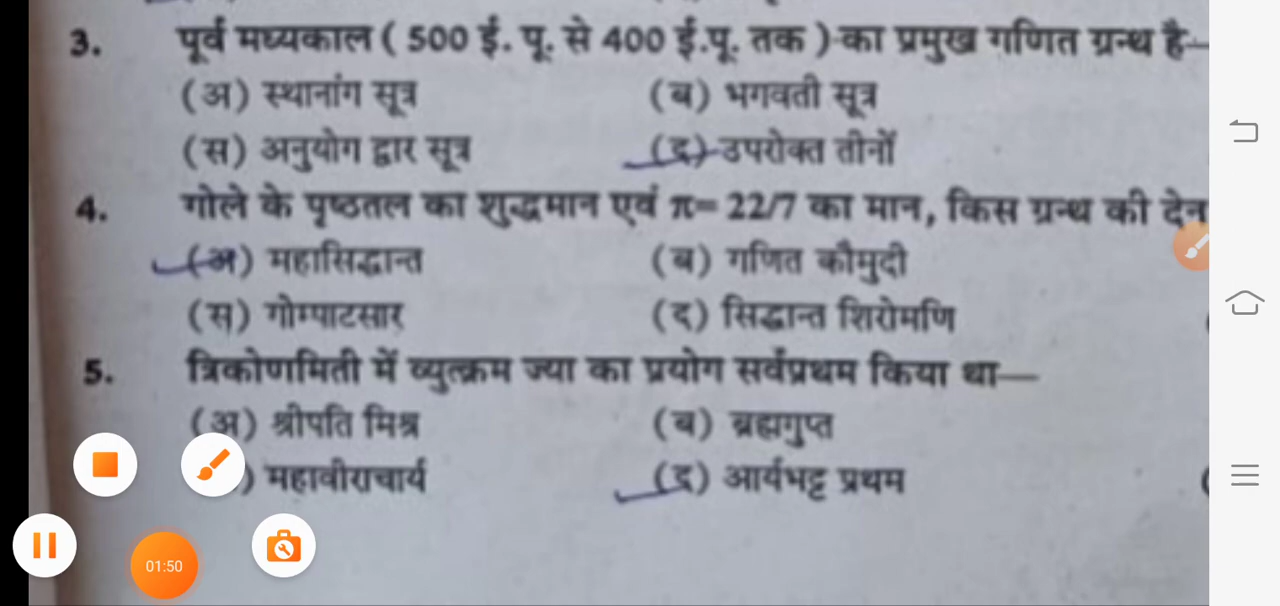 3. पूर्व मध्यकाल ( 500 ई. पू. से 400 ई.पू. तक ) का प्रमुख गणित ग्रन्थ है—
(अ) स्थानांग सूत्र (ब) भगवती सूत्र
(स) अनुयोग द्वार सूत्र (द) उपरोक्त तीनों
4. गोले के पृष्ठतल का शुद्धमान एवं π= 22/7 का मान, किस ग्रन्थ की देन
(अ) महासिद्धान्त (ब) गणित कौमुदी
(स) गोम्पाटसार (द) सिद्धान्त शिरोमणि
5. त्रिकोणमिती में व्युत्क्रम ज्या का प्रयोग सर्वप्रथम किया था—
(अ) श्रीपति मिश्र (ब) ब्रह्मगुप्त
) महावीराचार्य (द) आर्यभट्ट प्रथम
01:50